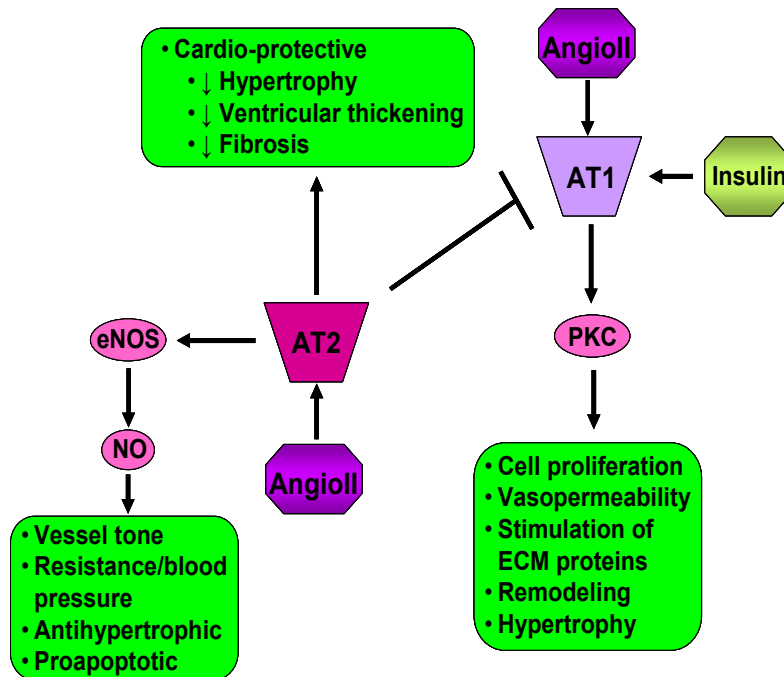 • Cardio-protective
• ↓ Hypertrophy
• ↓ Ventricular thickening
• ↓ Fibrosis
AngioII
AT1
Insulin
eNOS
AT2
PKC
NO
AngioII
• Vessel tone
• Resistance/blood
pressure
• Antihypertrophic
• Proapoptotic
• Cell proliferation
• Vasopermeability
• Stimulation of
ECM proteins
• Remodeling
• Hypertrophy